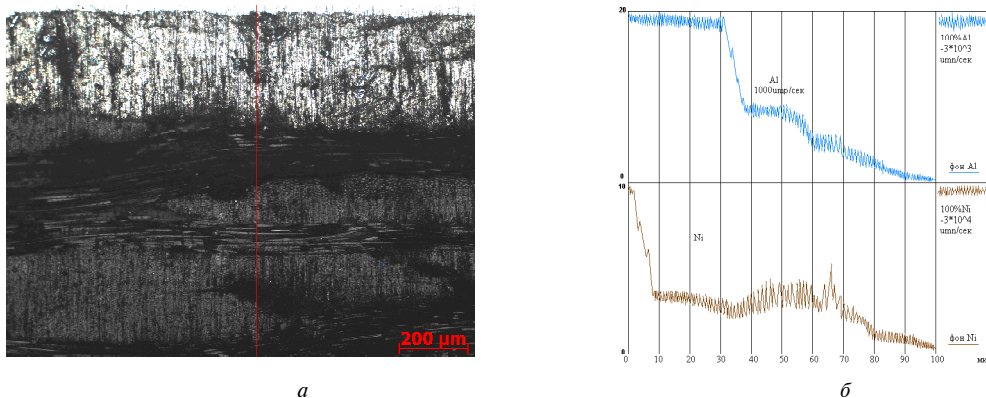 200 µm
а
20
100%Al
-3*10^3
имп/сек
Al
1000имр/сек
0
фон Al
10
100%Ni
-3*10^4
имп/сек
Ni
фон Ni
0
0 10 20 30 40 50 60 70 80 90 100 мк
б